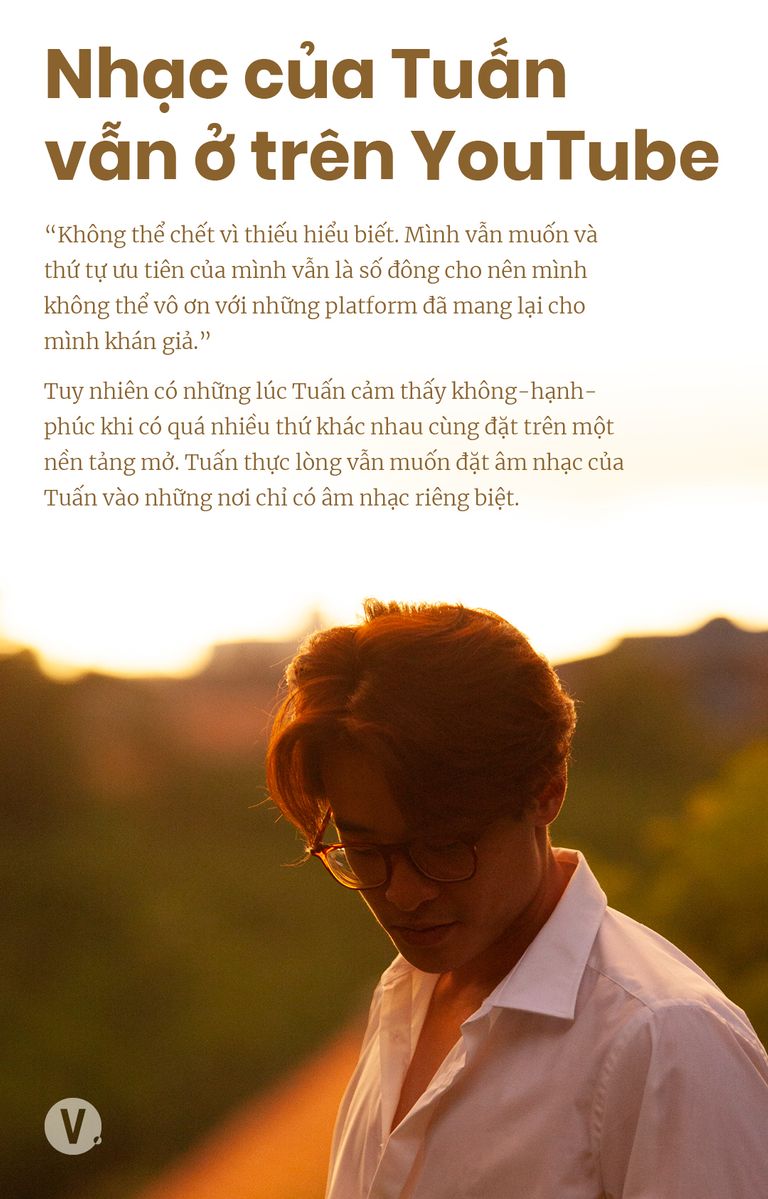 Nhạc của Tuấn
vẫn ở trên YouTube
“Không thể chết vì thiếu hiểu biết. Mình vẫn muốn và
thứ tự ưu tiên của mình vẫn là số đông cho nên mình
không thể vô ơn với những platform đã mang lại cho
mình khán giả.”
Tuy nhiên có những lúc Tuấn cảm thấy không-hạnh-
phúc khi có quá nhiều thứ khác nhau cùng đặt trên một
nền tảng mở. Tuấn thực lòng vẫn muốn đặt âm nhạc của
Tuấn vào những nơi chỉ có âm nhạc riêng biệt.
V.